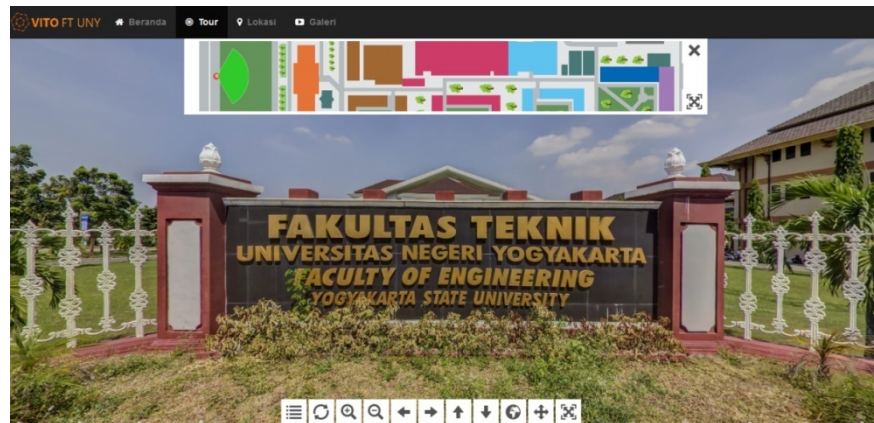 VITO FT UNY Beranda Tour Lokasi Galeri
FAKULTAS TEKNIK
UNIVERSITAS NEGERI YOGYAKARTA
FACULTY OF ENGINEERING
YOGYAKARTA STATE UNIVERSITY